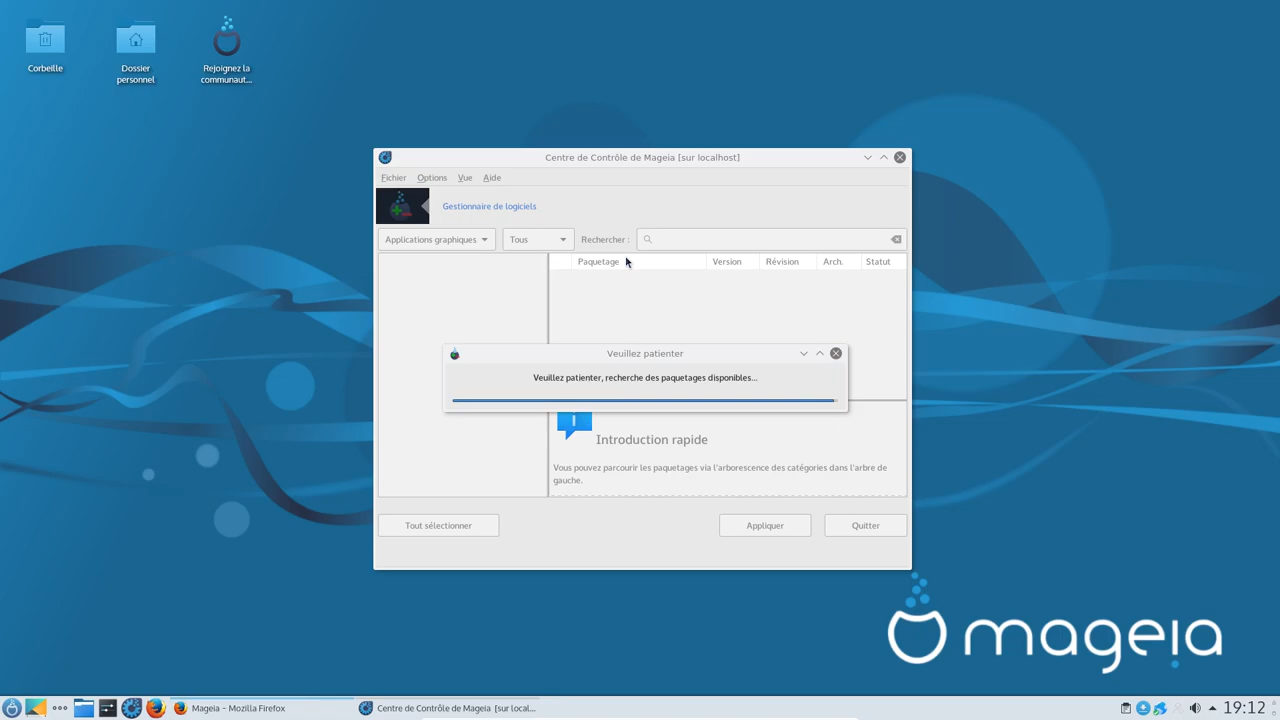 Corbeille
Dossier
personnel
Rejoignez la
communaut...
Centre de Contrôle de Mageia [sur localhost]
Fichier Options Vue Aide
Gestionnaire de logiciels
Applications graphiques Tous Rechercher :
Paquetage Version Révision Arch. Statut
Veuillez patienter
Veuillez patienter, recherche des paquetages disponibles...
Introduction rapide
Vous pouvez parcourir les paquetages via l'arborescence des catégories dans l'arbre de
gauche.
Tout sélectionner Appliquer Quitter
mageia
Mageia – Mozilla Firefox Centre de Contrôle de Mageia [sur local... 19:12